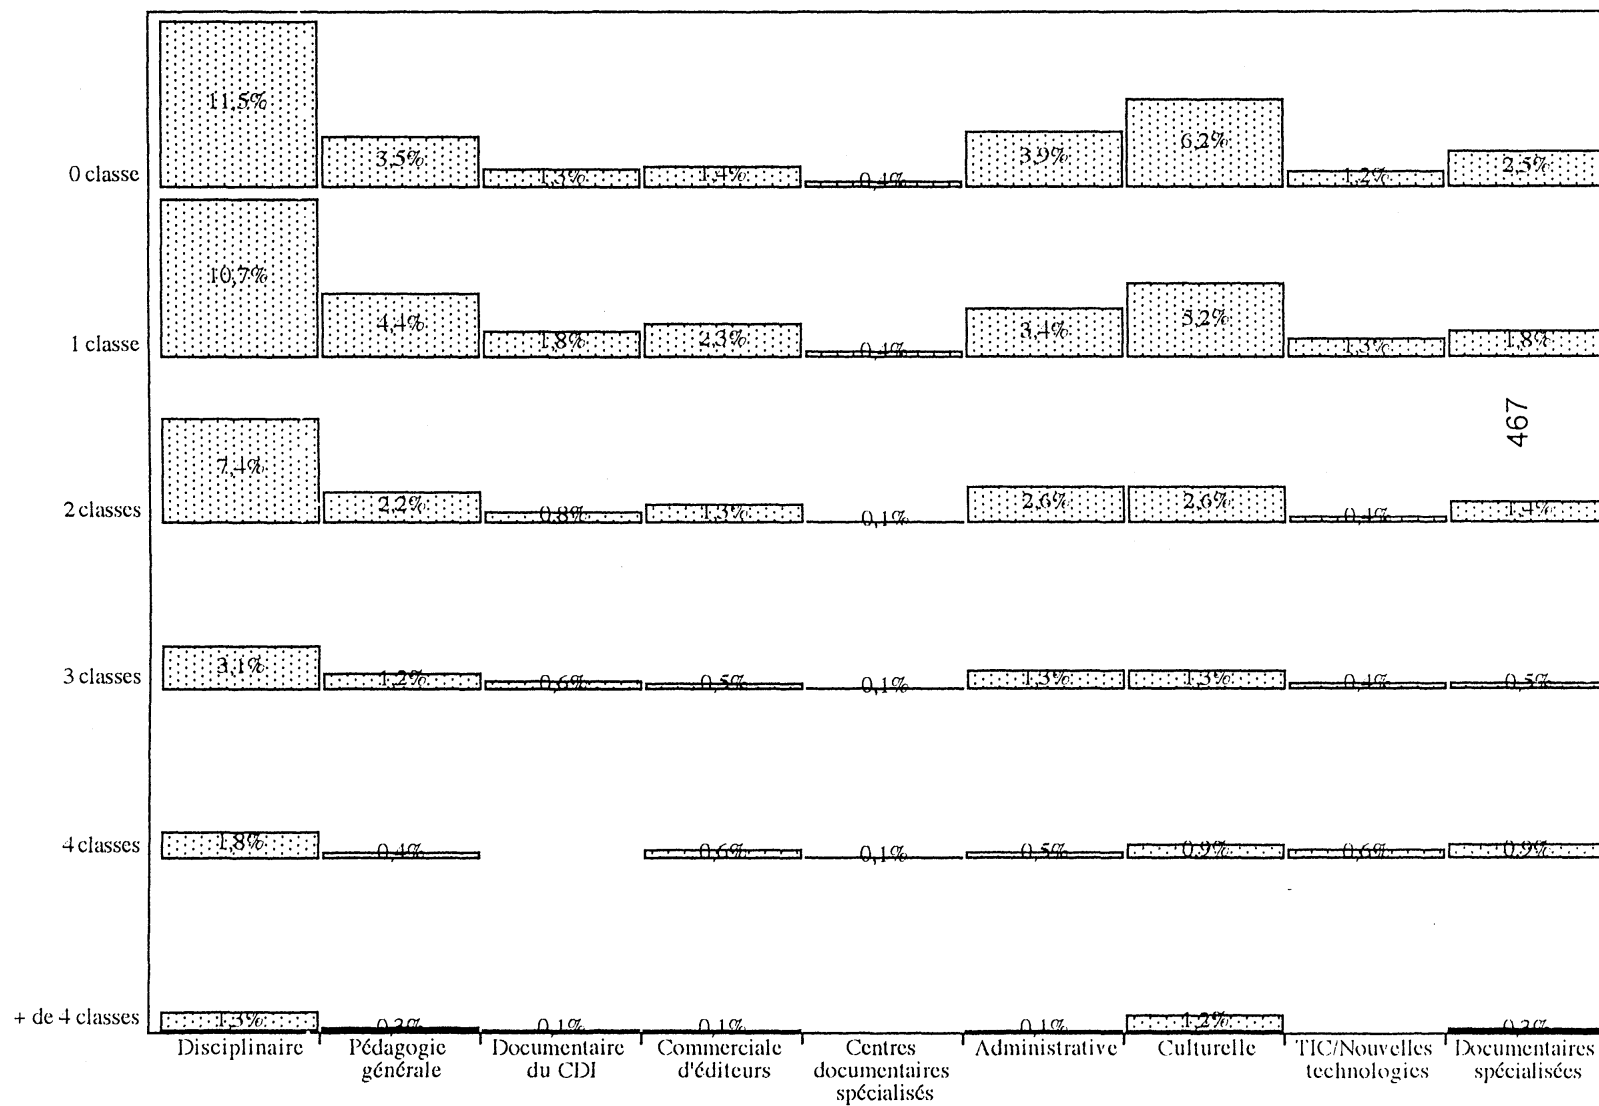 11,5%
3,5%
1,3%
1,4%
0,4%
3,9%
6,2%
1,2%
2,5%
0 classe
10,7%
4,4%
1,8%
2,3%
0,4%
3,4%
5,2%
1,3%
1,8%
1 classe
467
7,4%
2,2%
0,8%
1,3%
0,1%
2,6%
2,6%
0,4%
1,4%
2 classes
3,1%
1,2%
0,6%
0,5%
0,1%
1,3%
1,3%
0,4%
0,5%
3 classes
1,8%
0,4%
0,6%
0,1%
0,5%
0,9%
0,6%
0,9%
4 classes
+ de 4 classes
1,3%
0,1%
0,1%
0,1%
1,2%
Disciplinaire
Pédagogie
générale
Documentaire
du CDI
Commerciale
d'éditeurs
Centres
documentaires
spécialisés
Administrative
Culturelle
TIC/Nouvelles
technologies
Documentaires
spécialisées